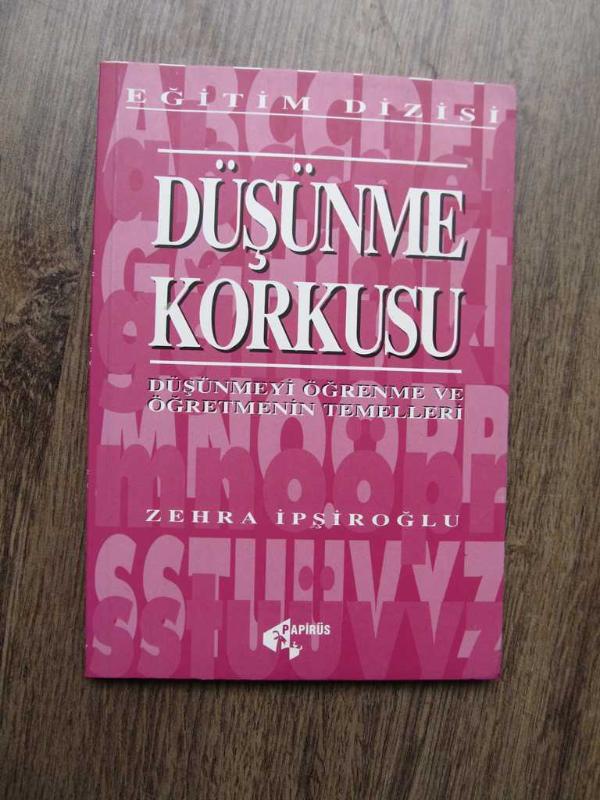 EĞİTİM DİZİSİ
DÜŞÜNME
KORKUSU
DÜŞÜNMEYİ ÖĞRENME VE
ÖĞRETMENİN TEMELLERİ
ZEHRA İPŞİROĞLU
PAPİRÜS